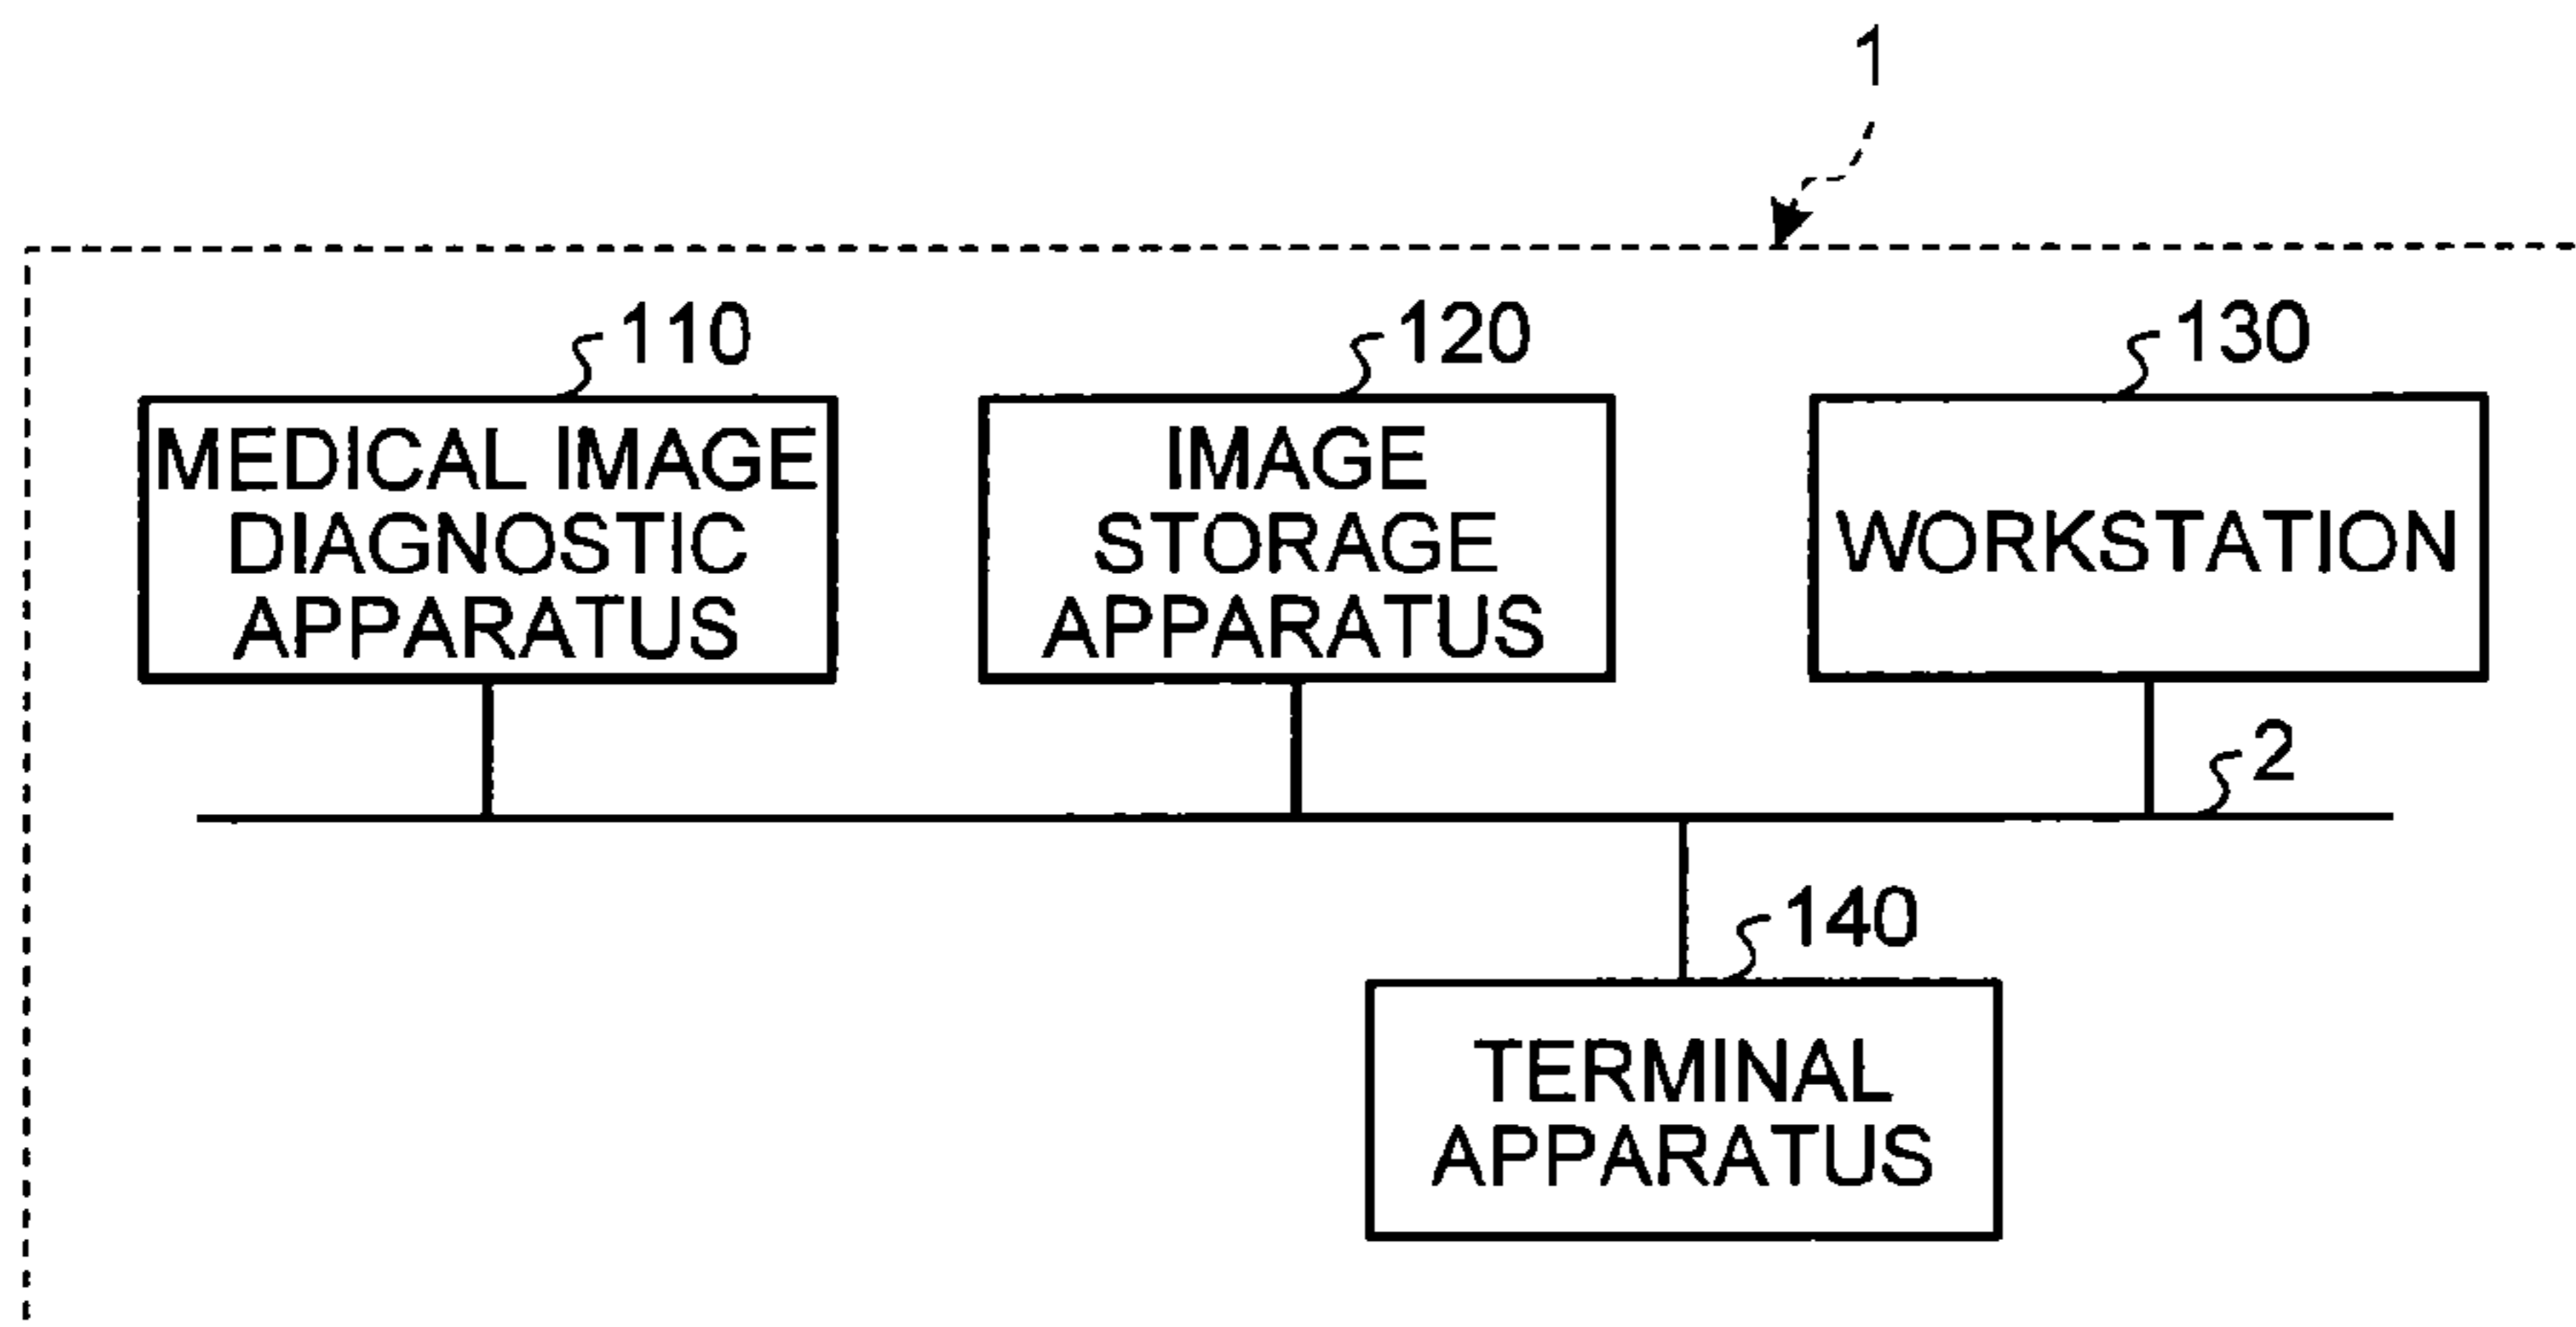 1
110
120
130
MEDICAL IMAGE
DIAGNOSTIC
APPARATUS
IMAGE
STORAGE
APPARATUS
WORKSTATION
2
140
TERMINAL
APPARATUS